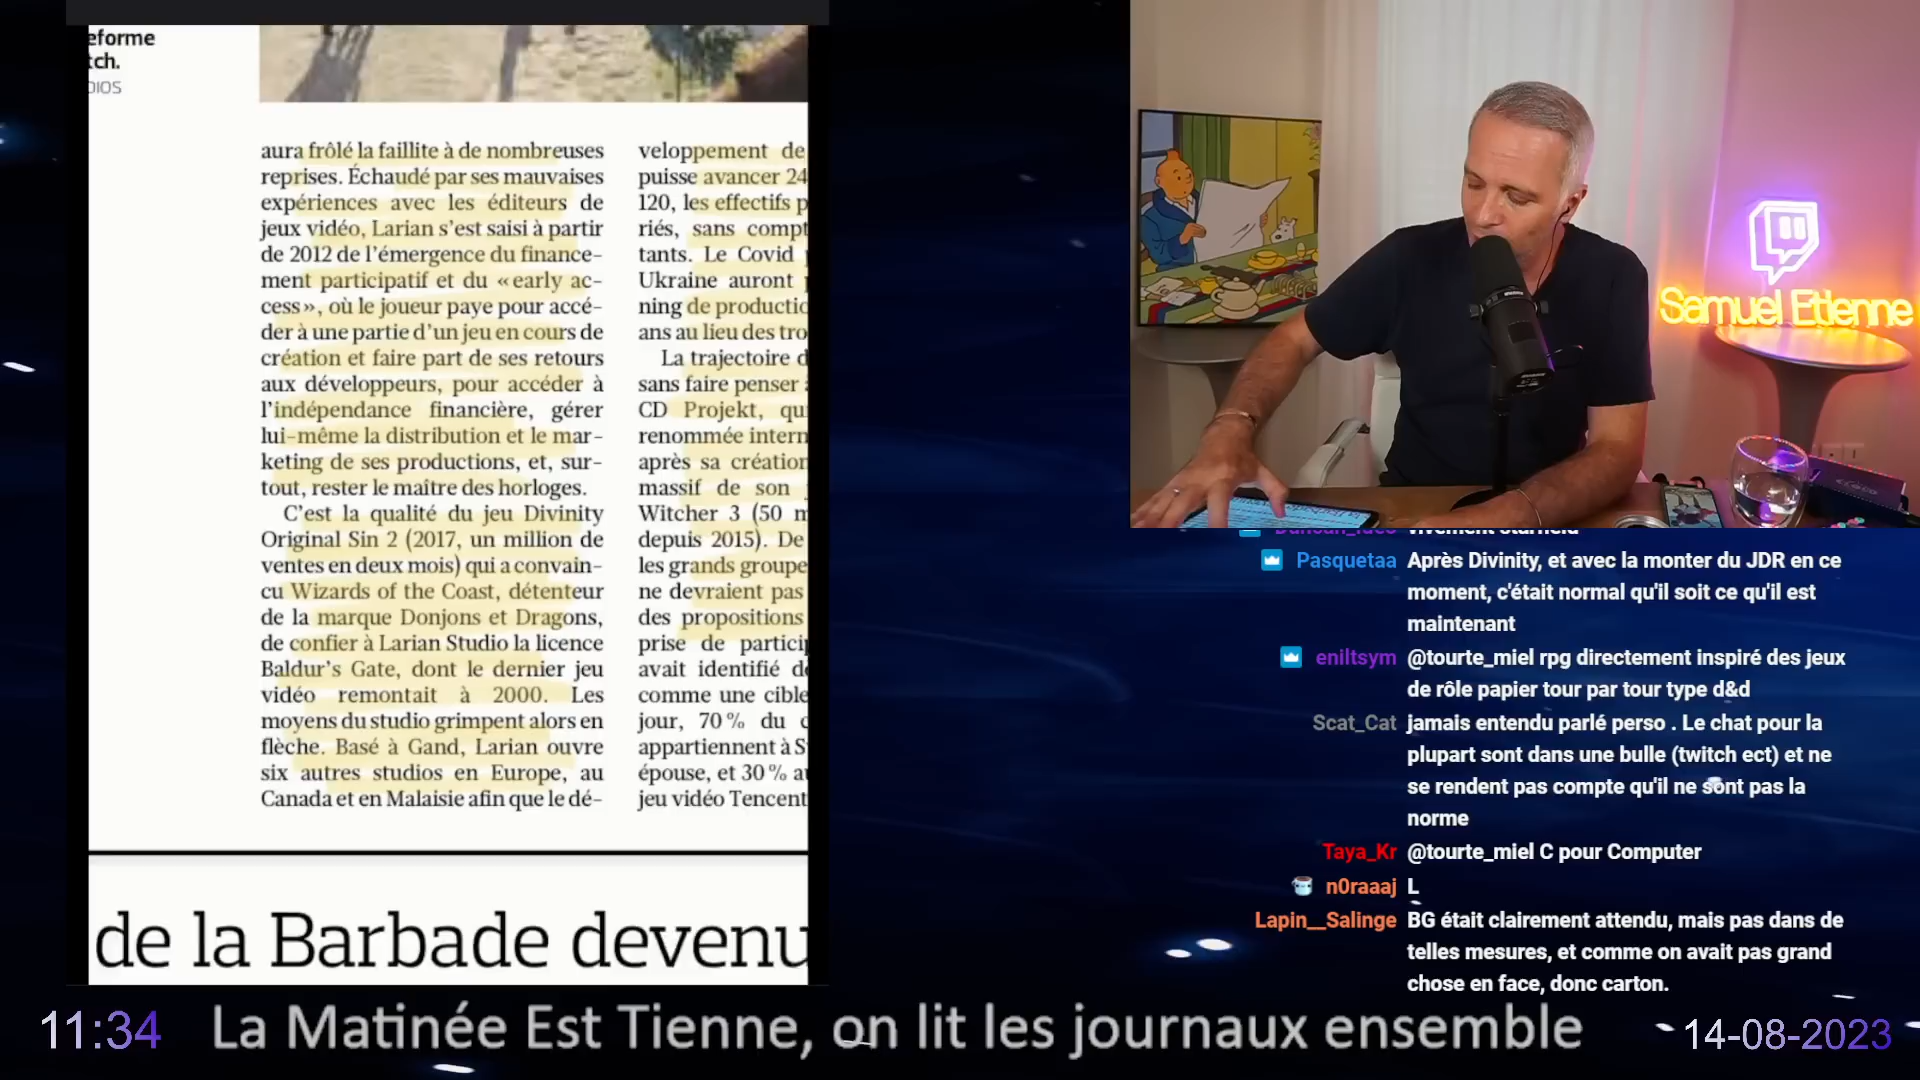 eforme
tch.
DIOS
aura frôlé la faillite à de nombreuses
reprises. Échaudé par ses mauvaises
expériences avec les éditeurs de
jeux vidéo, Larian s’est saisi à partir
de 2012 de l’émergence du finance-
ment participatif et du «early ac-
cess», où le joueur paye pour accé-
der à une partie d’un jeu en cours de
création et faire part de ses retours
aux développeurs, pour accéder à
l’indépendance financière, gérer
lui-même la distribution et le mar-
keting de ses productions, et, sur-
tout, rester le maître des horloges.
C’est la qualité du jeu Divinity
Original Sin 2 (2017, un million de
ventes en deux mois) qui a convain-
cu Wizards of the Coast, détenteur
de la marque Donjons et Dragons,
de confier à Larian Studio la licence
Baldur’s Gate, dont le dernier jeu
vidéo remontait à 2000. Les
moyens du studio grimpent alors en
flèche. Basé à Gand, Larian ouvre
six autres studios en Europe, au
Canada et en Malaisie afin que le dé-
veloppement de
puisse avancer 24
120, les effectifs p
riés, sans compt
tants. Le Covid
Ukraine auront
ning de productio
ans au lieu des tro
La trajectoire d
sans faire penser
CD Projekt, qu
renommée intern
après sa création
massif de son
Witcher 3 (50 m
depuis 2015). De
les grands groupe
ne devraient pas
des propositions
prise de partici
avait identifié d
comme une cible
jour, 70 % du c
appartiennent à S
épouse, et 30 % a
jeu vidéo Tencent
de la Barbade devenu
Samuel Etienne
Pasquetaa Après Divinity, et avec la monter du JDR en ce
moment, c'était normal qu'il soit ce qu'il est
maintenant
eniltsym @tourte_miel rpg directement inspiré des jeux
de rôle papier tour par tour type d&d
Scat_Cat jamais entendu parlé perso . Le chat pour la
plupart sont dans une bulle (twitch ect) et ne
se rendent pas compte qu'il ne sont pas la
norme
Taya_Kr @tourte_miel C pour Computer
n0raaaj L
Lapin__Salinge BG était clairement attendu, mais pas dans de
telles mesures, et comme on avait pas grand
chose en face, donc carton.
11:34 La Matinée Est Tienne, on lit les journaux ensemble 14-08-2023